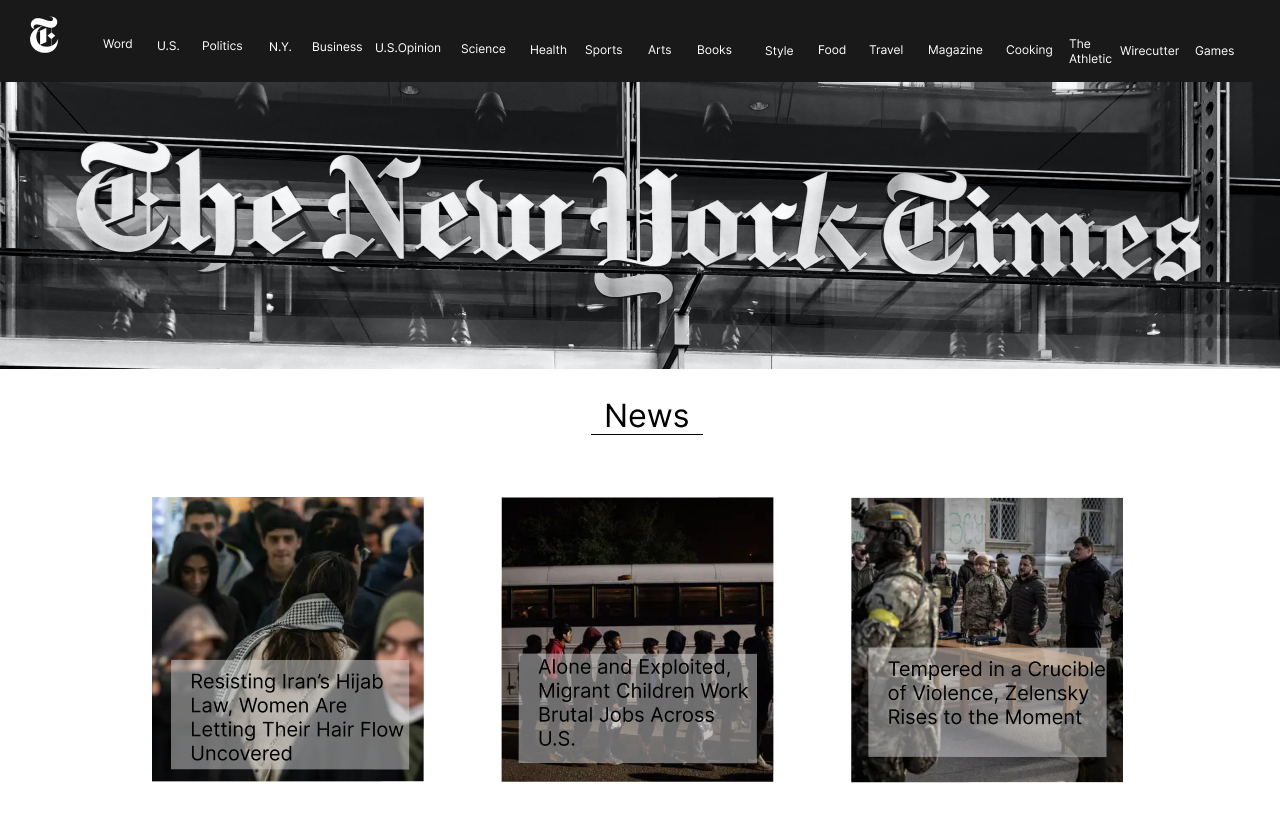 T
Word U.S. Politics N.Y. Business U.S.Opinion Science Health Sports Arts Books Style Food Travel Magazine Cooking The Athletic Wirecutter Games
The New York Times
News
Resisting Iran’s Hijab
Law, Women Are
Letting Their Hair Flow
Uncovered
Alone and Exploited,
Migrant Children Work
Brutal Jobs Across
U.S.
ЗСУ
Tempered in a Crucible
of Violence, Zelensky
Rises to the Moment